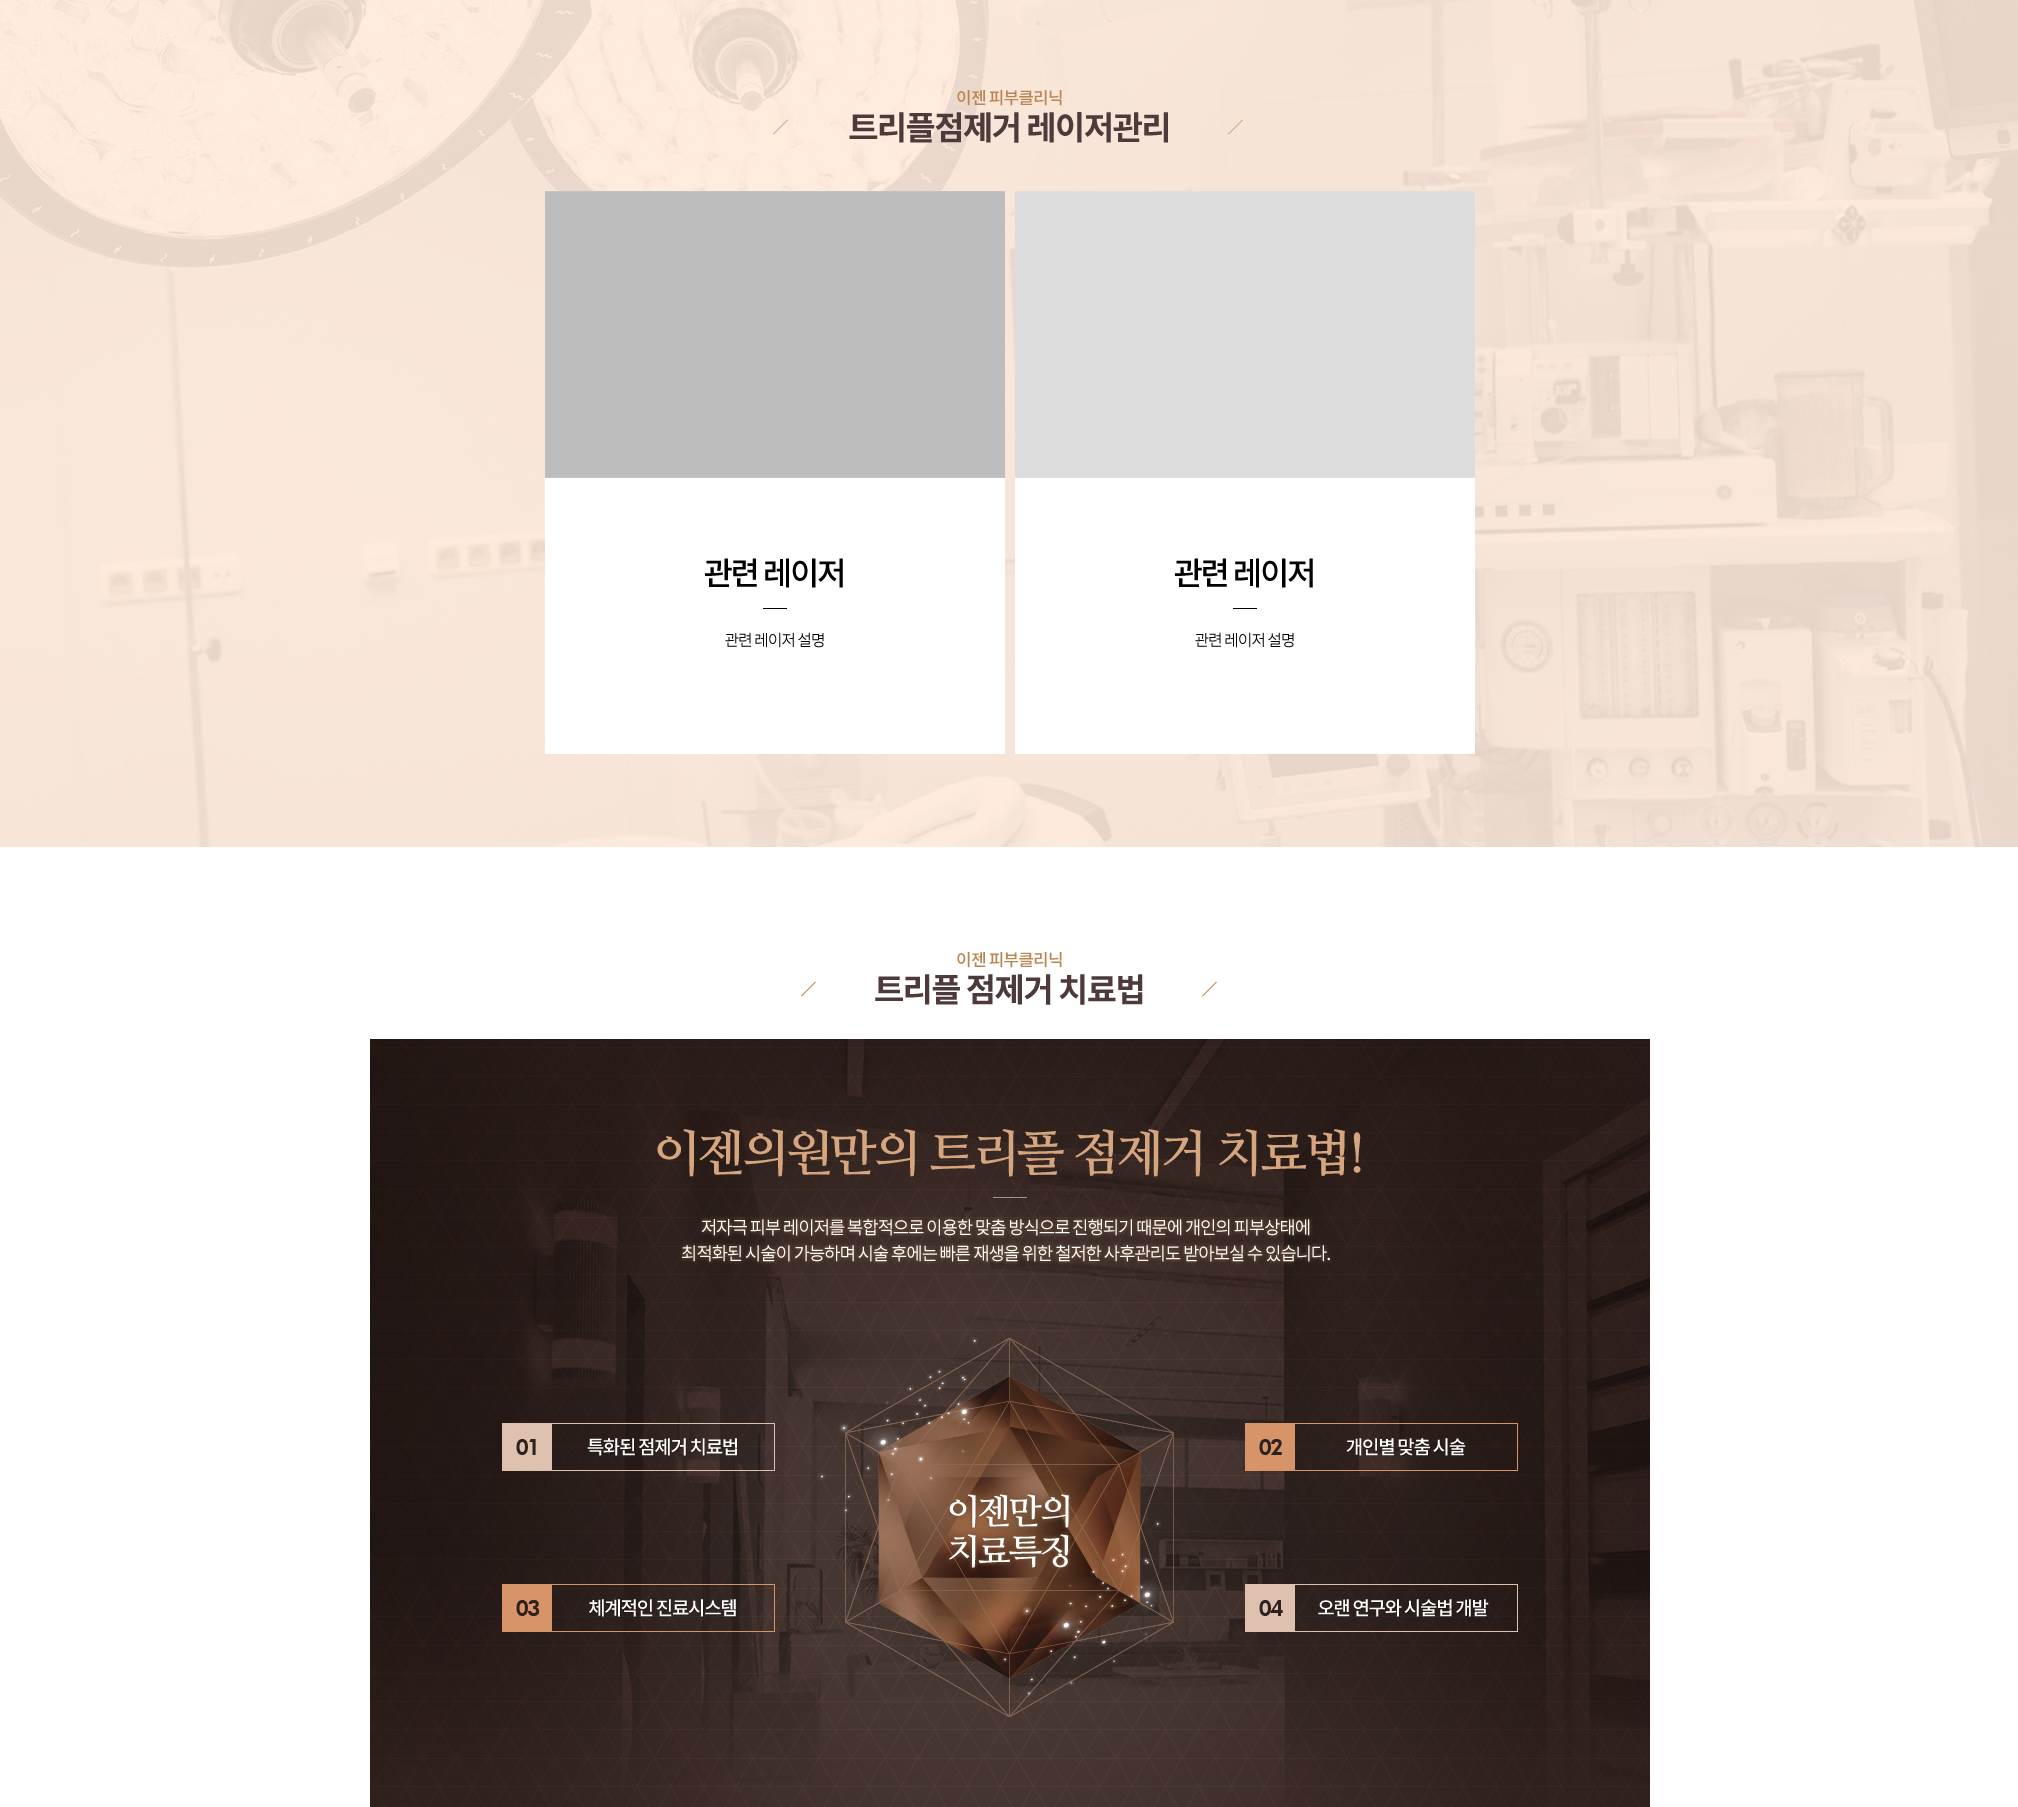 이젠 피부클리닉
트리플점제거 레이저관리
관련 레이저
관련 레이저 설명
관련 레이저
관련 레이저 설명
이젠 피부클리닉
트리플 점제거 치료법
이젠의원만의 트리플 점제거 치료법!
저자극 피부 레이저를 복합적으로 이용한 맞춤 방식으로 진행되기 때문에 개인의 피부상태에
최적화된 시술이 가능하며 시술 후에는 빠른 재생을 위한 철저한 사후관리도 받아보실 수 있습니다.
01 특화된 점제거 치료법
02 개인별 맞춤 시술
이젠만의
치료특징
03 체계적인 진료시스템
04 오랜 연구와 시술법 개발